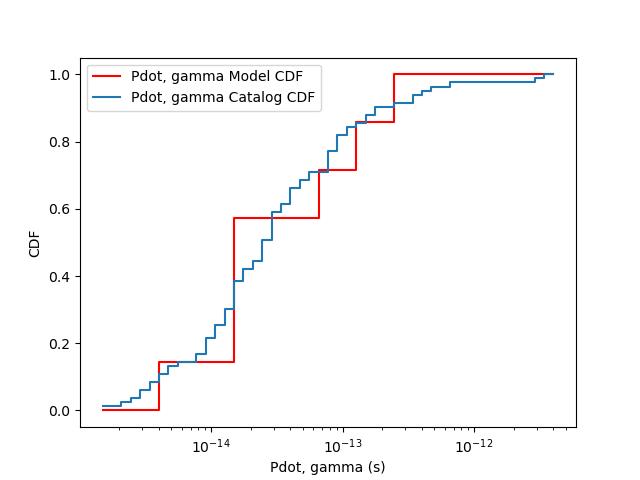 Pdot, gamma Model CDF
Pdot, gamma Catalog CDF
1.0
0.8
0.6
0.4
0.2
0.0
CDF
10⁻¹⁴
10⁻¹³
10⁻¹²
Pdot, gamma (s)